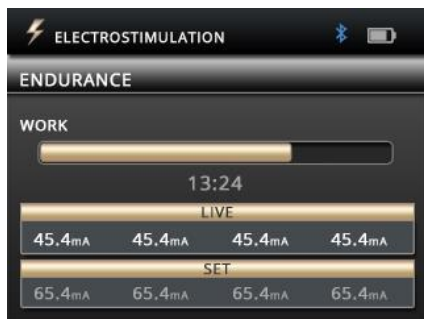 ELECTROSTIMULATION
ENDURANCE
WORK
13:24
LIVE
45.4mA 45.4mA 45.4mA 45.4mA
SET
65.4mA 65.4mA 65.4mA 65.4mA